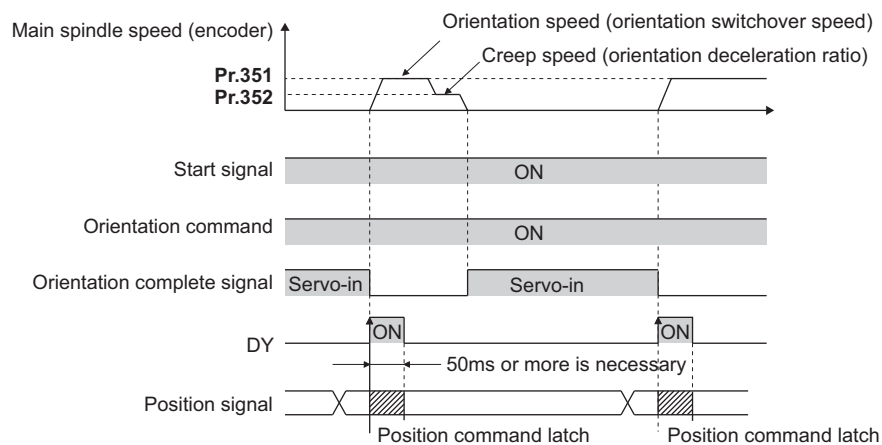 Main spindle speed (encoder)
Orientation speed (orientation switchover speed)
Creep speed (orientation deceleration ratio)
Pr.351
Pr.352
Start signal
ON
Orientation command
ON
Orientation complete signal
Servo-in
Servo-in
DY
ON
ON
50ms or more is necessary
Position signal
Position command latch
Position command latch